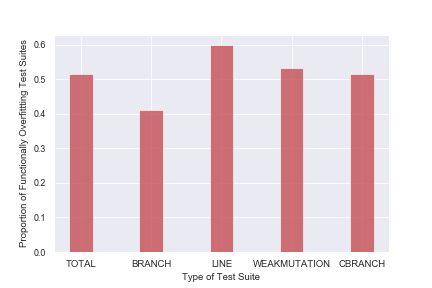 Proportion of Functionally Overfitting Test Suites
0.6
0.5
0.4
0.3
0.2
0.1
0.0
TOTAL BRANCH LINE WEAKMUTATION CBRANCH
Type of Test Suite